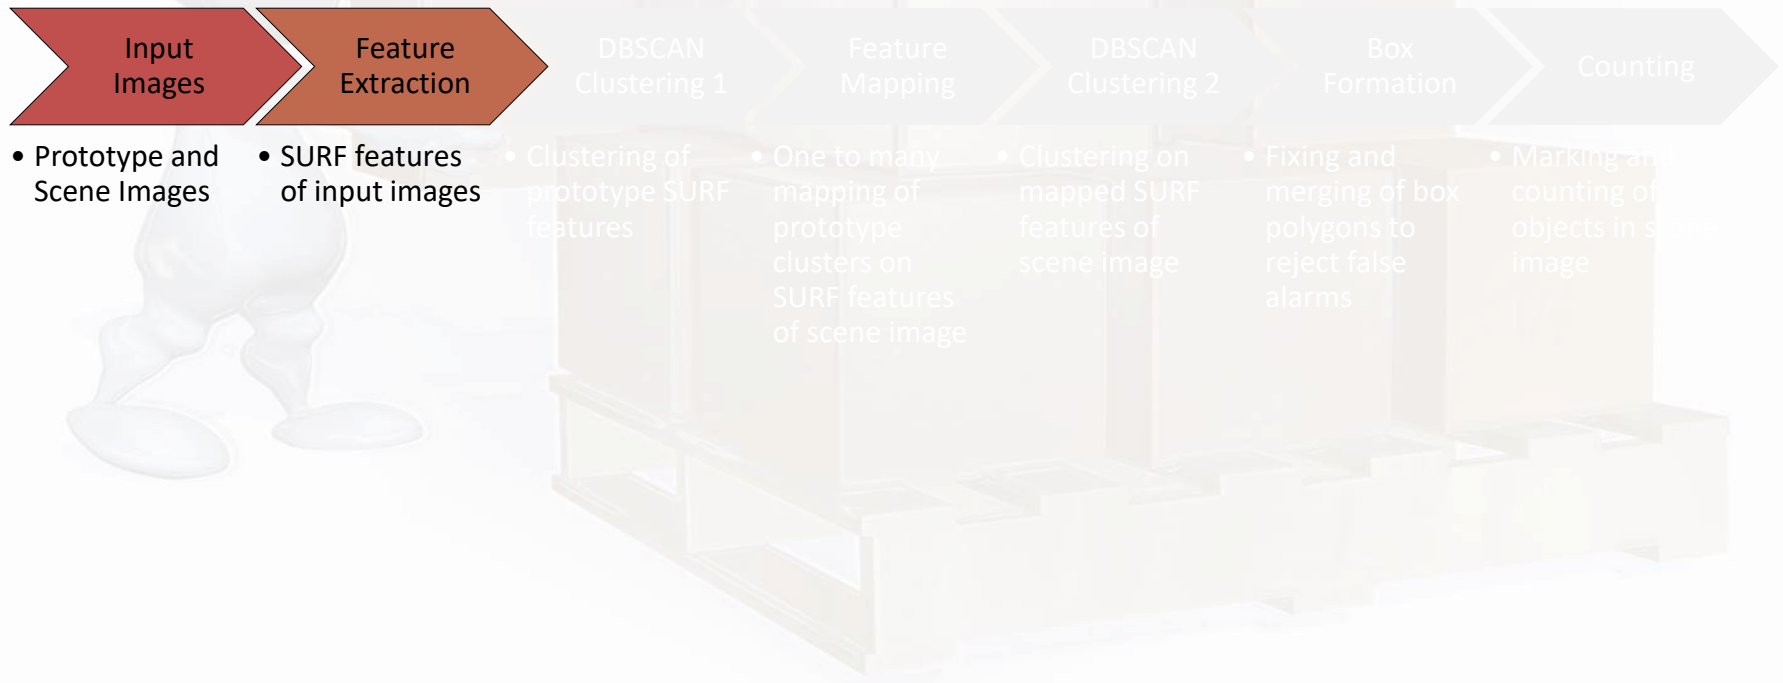 Input
Images
Feature
Extraction
DBSCAN
Clustering 1
Feature
Mapping
DBSCAN
Clustering 2
Box
Formation
Counting
• Prototype and
Scene Images
• SURF features
of input images
• Clustering of
prototype SURF
features
• One to many
mapping of
prototype
clusters on
SURF features
of scene image
• Clustering on
mapped SURF
features of
scene image
• Fixing and
merging of box
polygons to
reject false
alarms
• Marking and
counting of
objects in
image